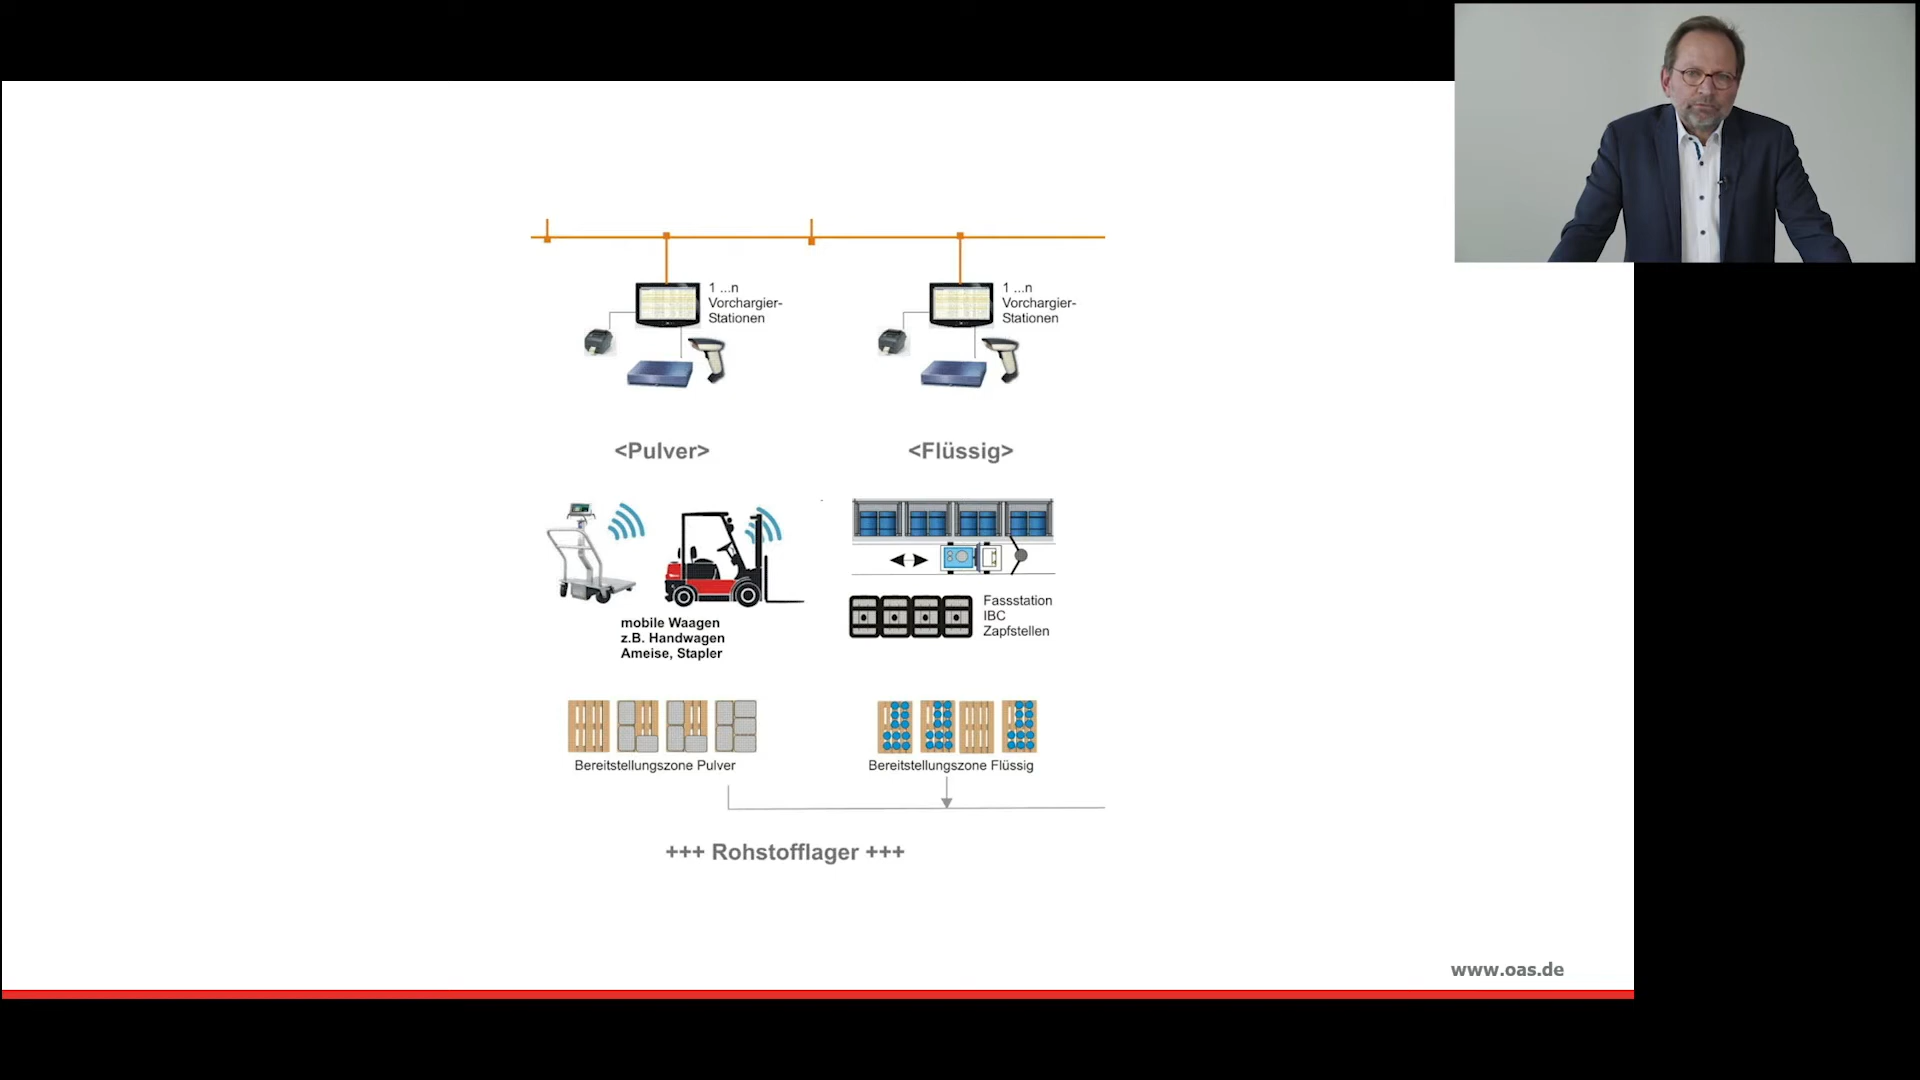 1 ...n
Vorchargier-
Stationen
1 ...n
Vorchargier-
Stationen
<Pulver>
<Flüssig>
mobile Waagen
z.B. Handwagen
Ameise, Stapler
Fassstation
IBC
Zapfstellen
Bereitstellungszone Pulver
Bereitstellungszone Flüssig
+++ Rohstofflager +++
www.oas.de